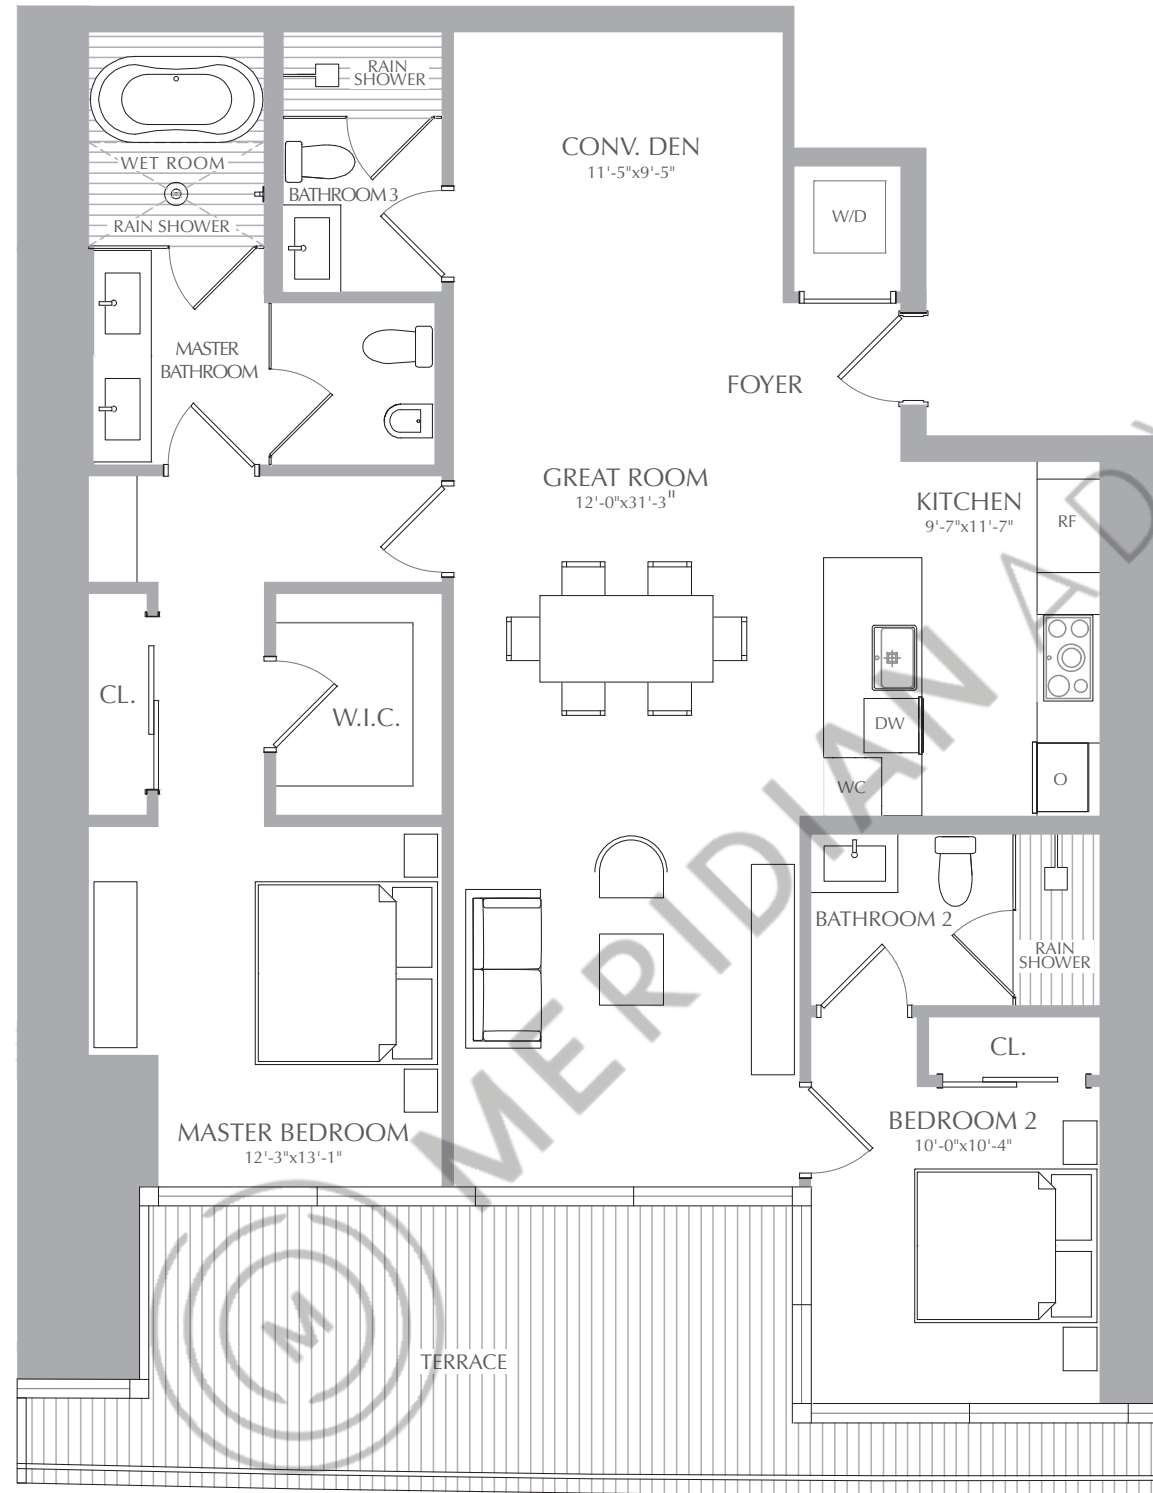 RAIN
SHOWER
WET ROOM
RAIN SHOWER
BATHROOM 3
CONV. DEN
11'-5"x9'-5"
W/D
MASTER
BATHROOM
FOYER
GREAT ROOM
12'-0"x31'-3"
KITCHEN
9'-7"x11'-7"
RF
CL.
W.I.C.
DW
WC
O
BATHROOM 2
RAIN
SHOWER
CL.
MASTER BEDROOM
12'-3"x13'-1"
BEDROOM 2
10'-0"x10'-4"
TERRACE
M
MERIDIAN AD